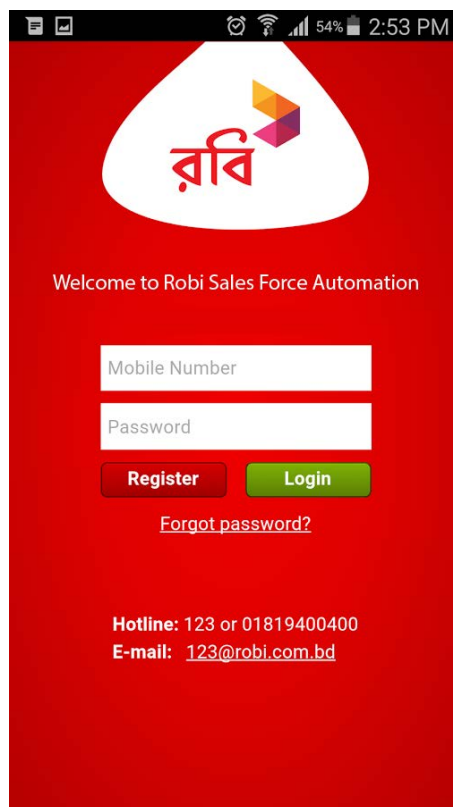 54% 2:53 PM
রবি
Welcome to Robi Sales Force Automation
Mobile Number
Password
Register Login
Forgot password?
Hotline: 123 or 01819400400
E-mail: 123@robi.com.bd